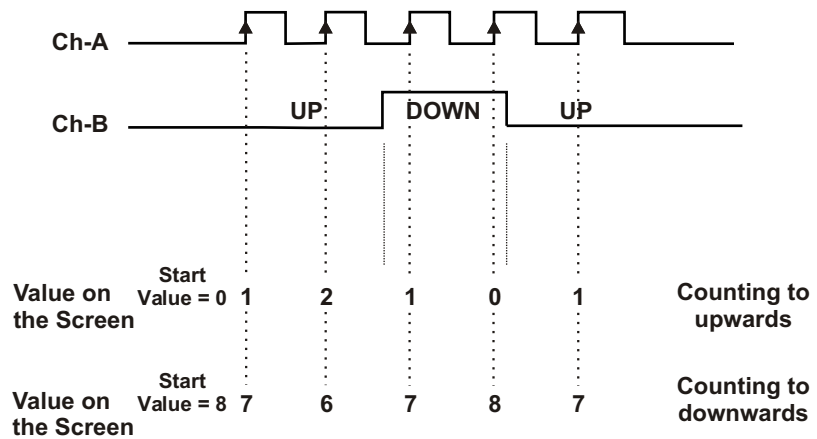 Ch-A
Ch-B
UP DOWN UP
Value on the Screen Start Value = 0 1 2 1 0 1 Counting to upwards
Value on the Screen Start Value = 8 7 6 7 8 7 Counting to downwards